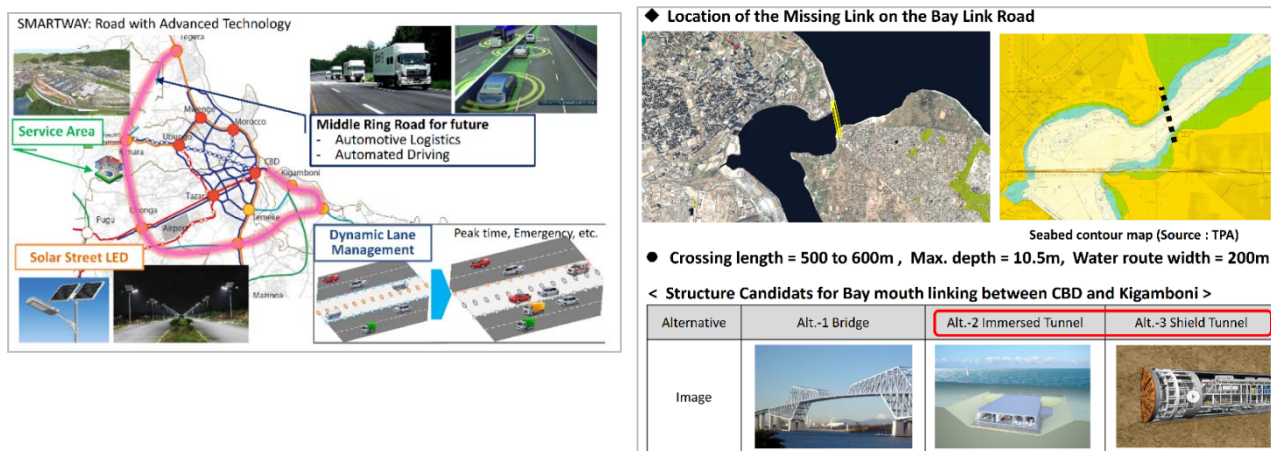 SMARTWAY: Road with Advanced Technology
Tegeta
Service Area
Mwenge
Morocco
Ubungo
Kimara
CBD
Kigamboni
Tazara
Pugu
Airport
Temeke
Mazinga
Middle Ring Road for future
- Automotive Logistics
- Automated Driving
Solar Street LED
Dynamic Lane
Management
Peak time, Emergency, etc.
◆ Location of the Missing Link on the Bay Link Road
Seabed contour map (Source : TPA)
● Crossing length = 500 to 600m , Max. depth = 10.5m, Water route width = 200m
< Structure Candidats for Bay mouth linking between CBD and Kigamboni >
Alternative
Alt.-1 Bridge
Alt.-2 Immersed Tunnel
Alt.-3 Shield Tunnel
Image